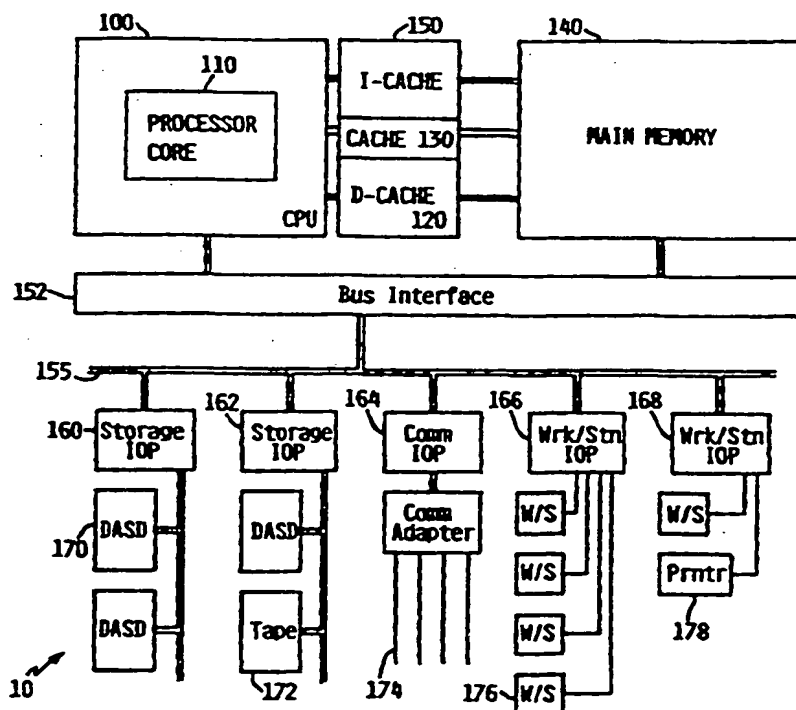 100
150
140
110
I-CACHE
PROCESSOR
CORE
CACHE 130
MAIN MEMORY
D-CACHE
120
CPU
152
Bus Interface
155
160
Storage
IOP
162
Storage
IOP
164
Comm
IOP
166
Wrk/Stn
IOP
168
Wrk/Stn
IOP
170
DASD
DASD
Comm
Adapter
W/S
W/S
W/S
Prntr
178
DASD
Tape
W/S
10
172
174
176
W/S